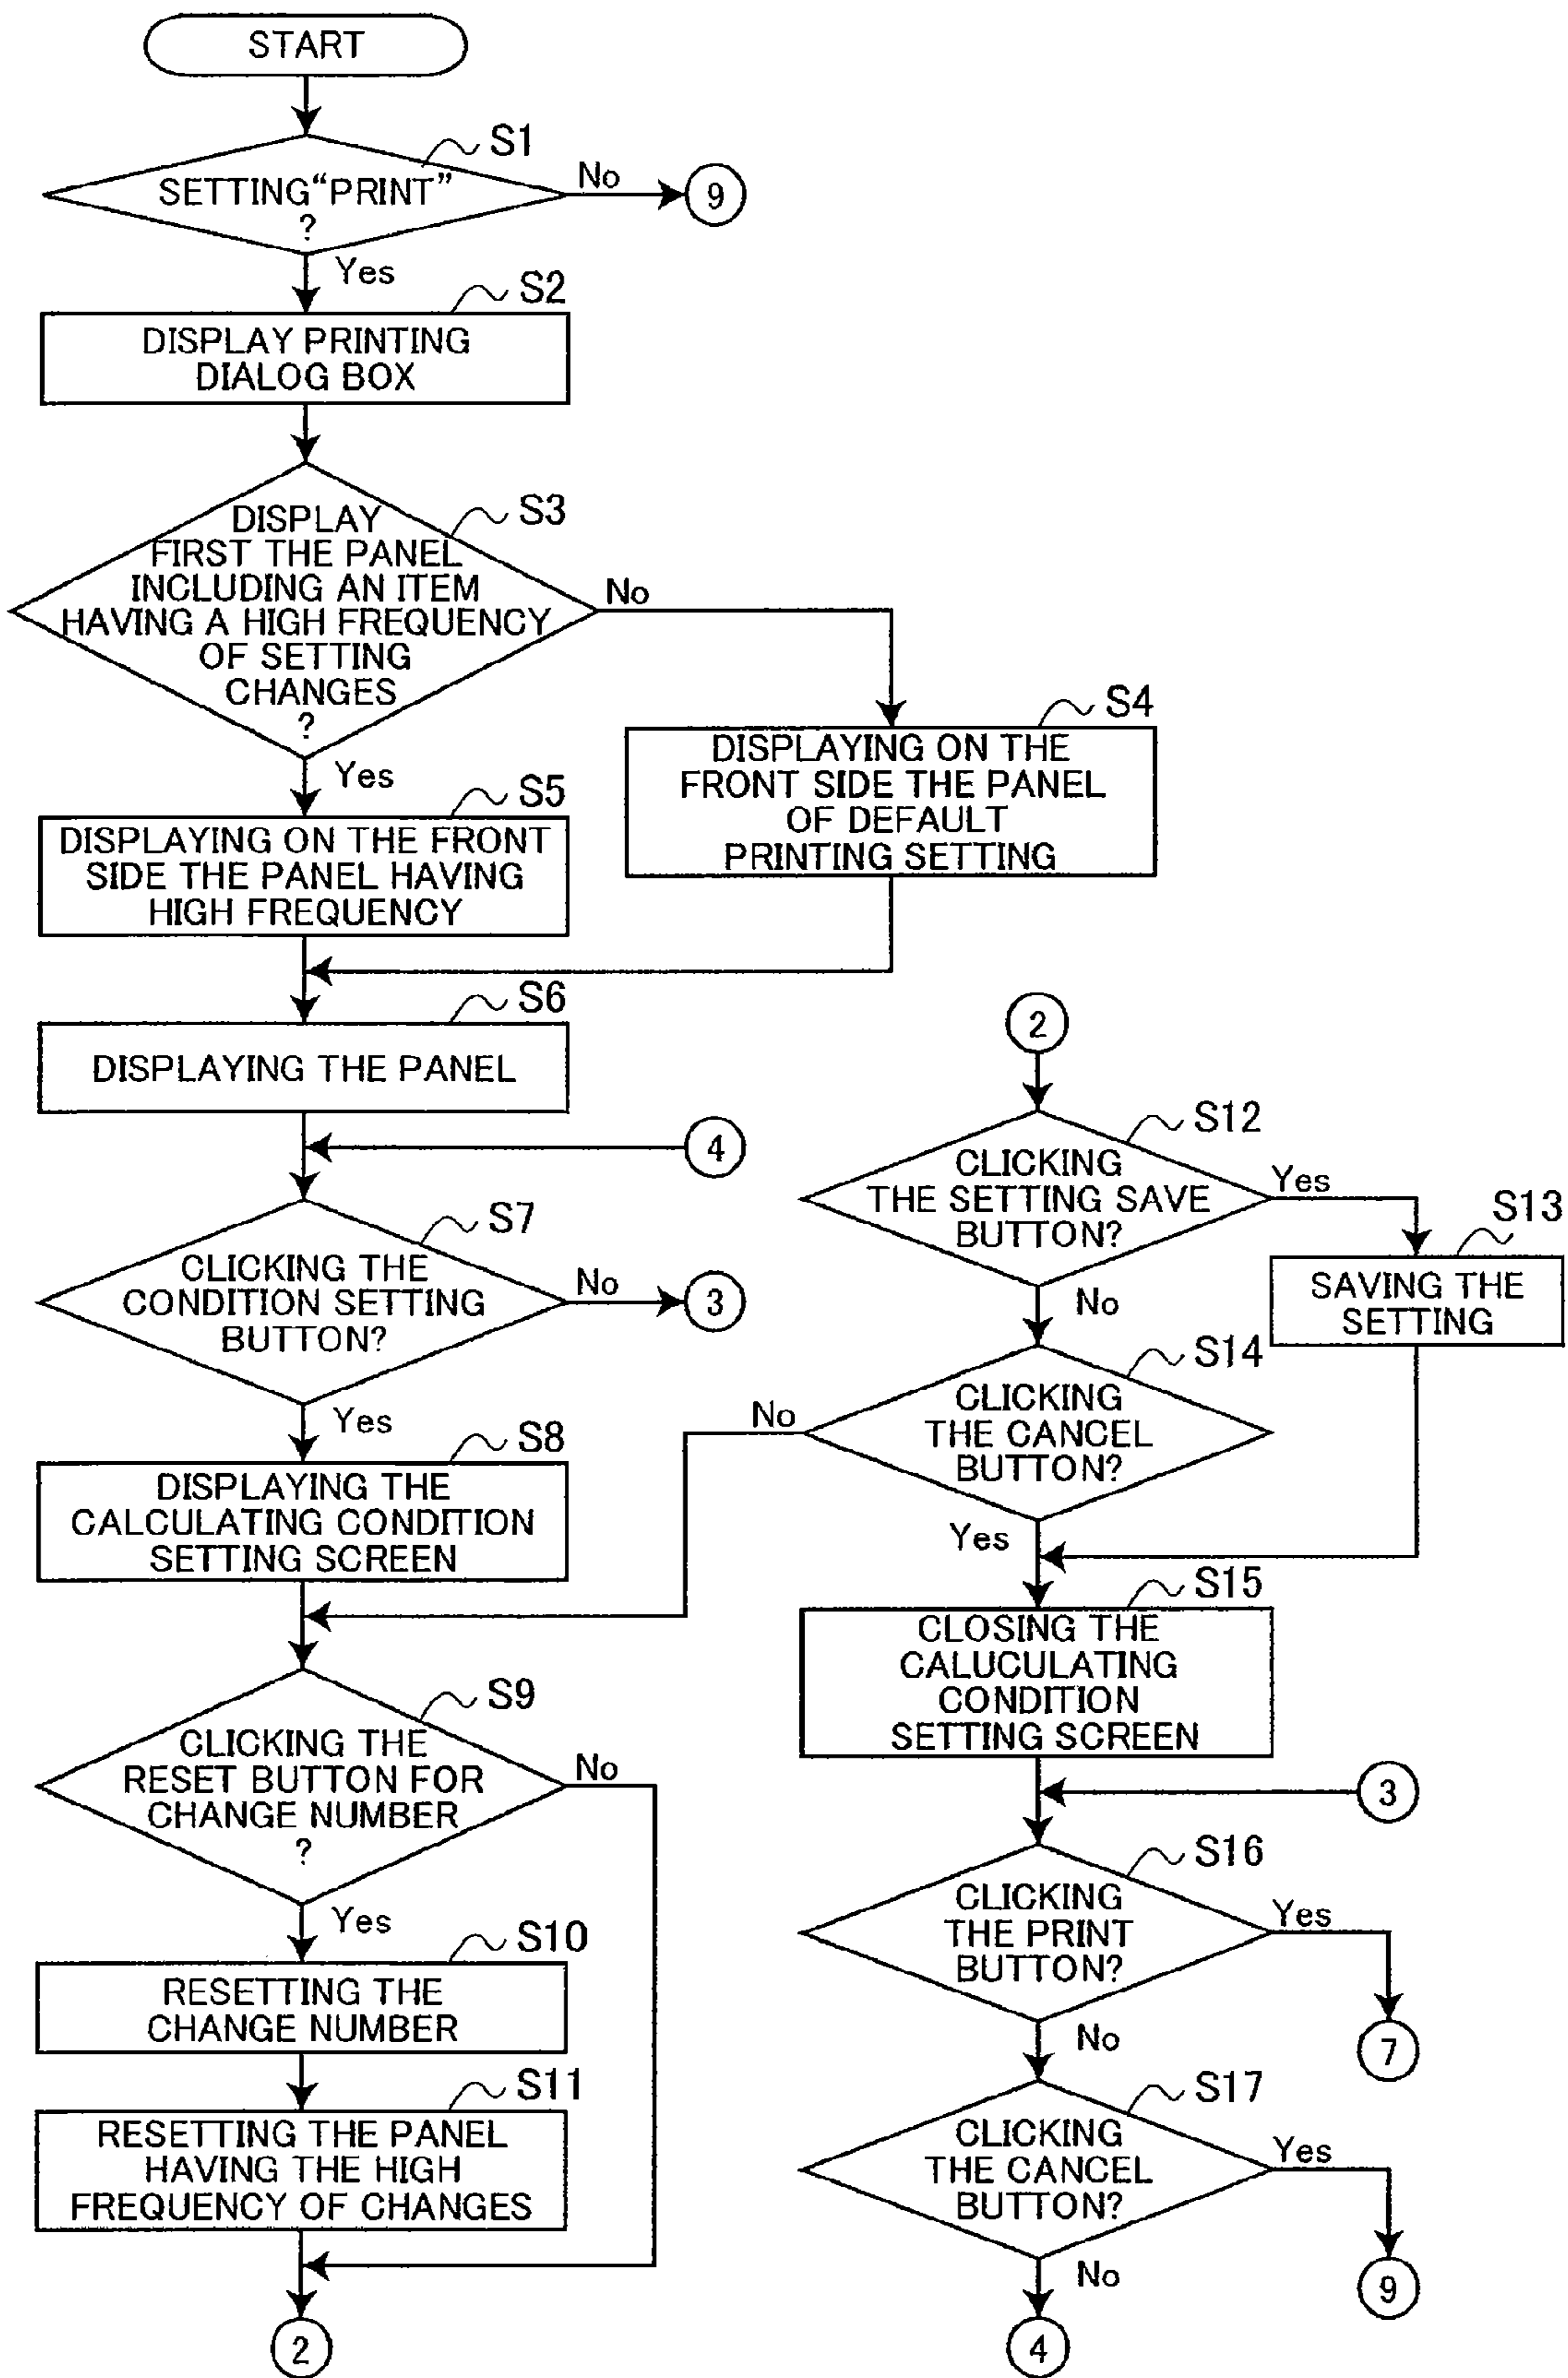 START
S1
SETTING“PRINT”
?
No
9
Yes
S2
DISPLAY PRINTING
DIALOG BOX
S3
DISPLAY
FIRST THE PANEL
INCLUDING AN ITEM
HAVING A HIGH FREQUENCY
OF SETTING
CHANGES
?
No
Yes
S4
DISPLAYING ON THE
FRONT SIDE THE PANEL
OF DEFAULT
PRINTING SETTING
S5
DISPLAYING ON THE FRONT
SIDE THE PANEL HAVING
HIGH FREQUENCY
S6
DISPLAYING THE PANEL
4
S7
CLICKING THE
CONDITION SETTING
BUTTON?
No
3
Yes
S8
DISPLAYING THE
CALCULATING CONDITION
SETTING SCREEN
S9
CLICKING THE
RESET BUTTON FOR
CHANGE NUMBER
?
No
Yes
S10
RESETTING THE
CHANGE NUMBER
S11
RESETTING THE PANEL
HAVING THE HIGH
FREQUENCY OF CHANGES
2
2
S12
CLICKING
THE SETTING SAVE
BUTTON?
Yes
S13
SAVING THE
SETTING
No
S14
CLICKING
THE CANCEL
BUTTON?
No
Yes
S15
CLOSING THE
CALUCULATING
CONDITION
SETTING SCREEN
3
S16
CLICKING
THE PRINT
BUTTON?
Yes
7
No
S17
CLICKING
THE CANCEL
BUTTON?
Yes
9
No
4